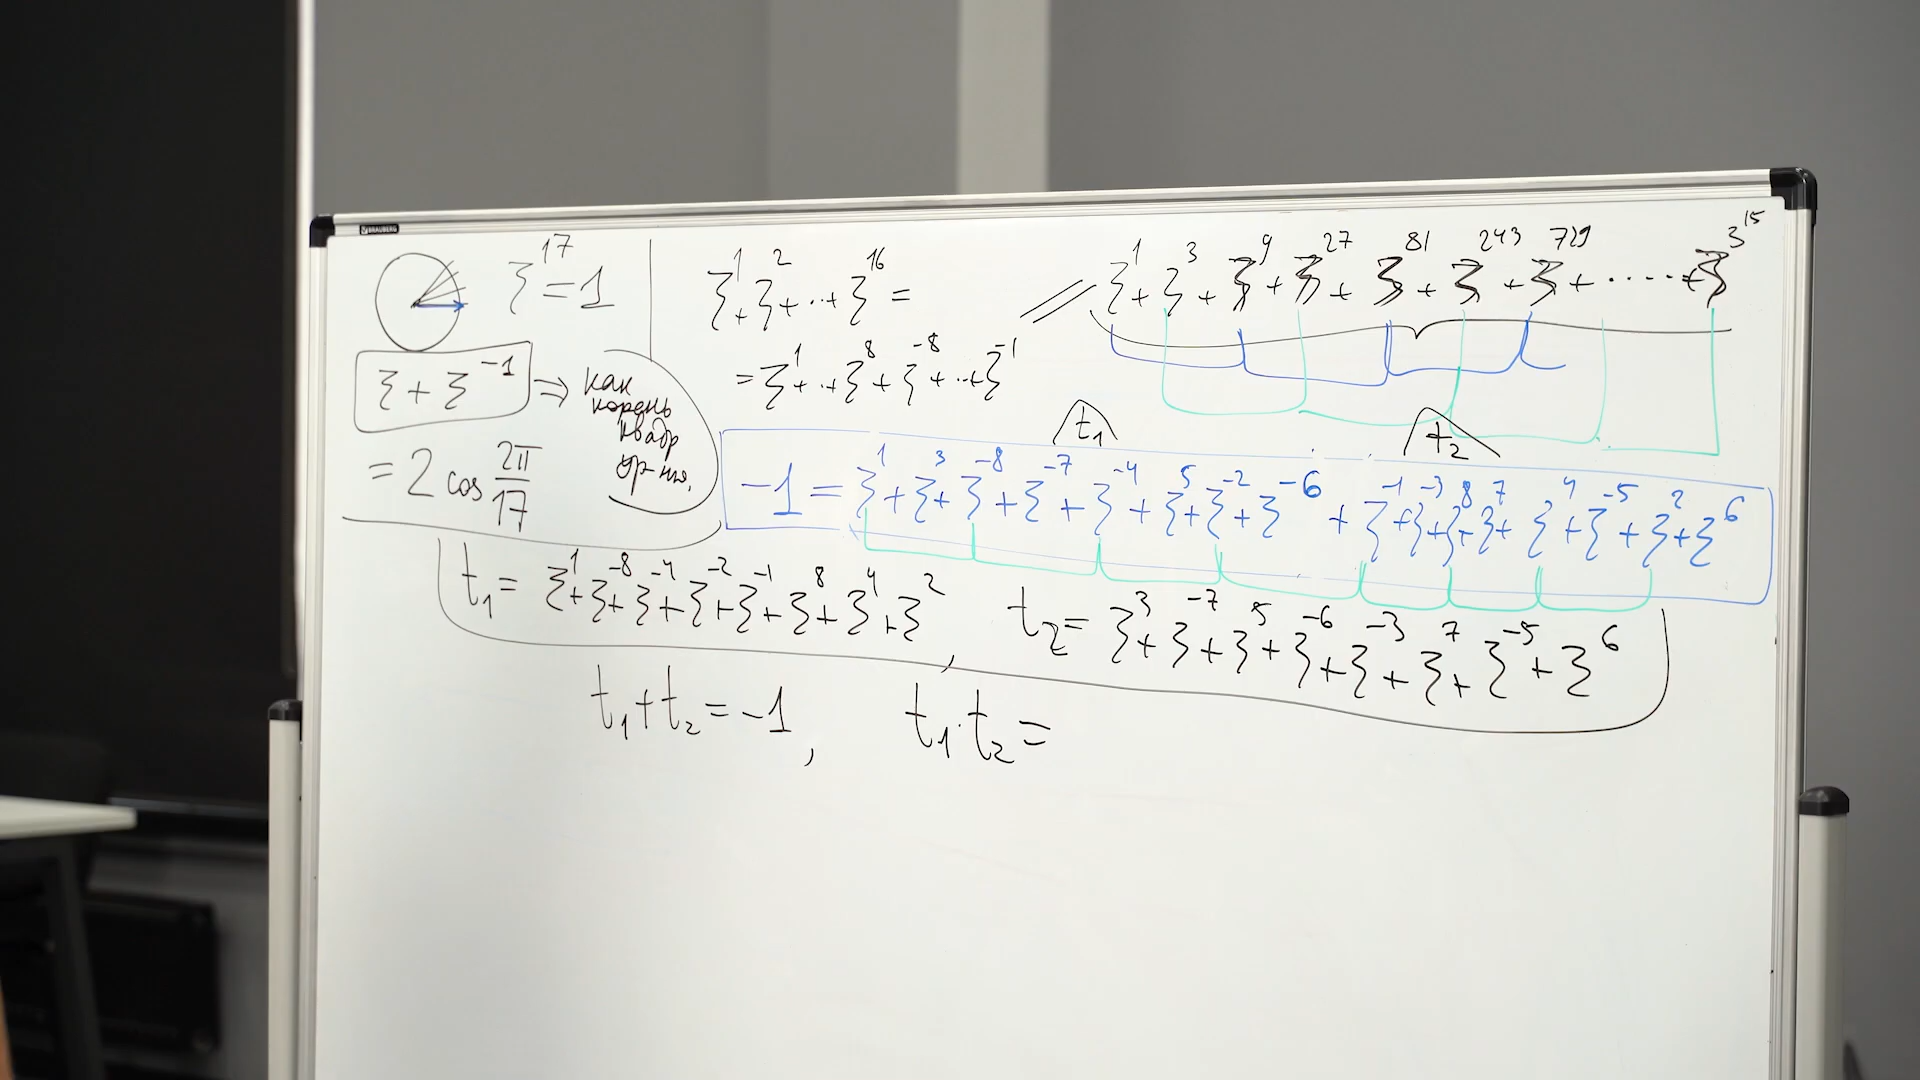 BRAUBERG
ξ^17 = 1
ξ + ξ^-1 ⇒ как корень квадр ур-ния.
= 2 cos 2π/17
ξ^1 + ξ^2 + ... + ξ^16 =
= ξ^1 + ... + ξ^8 + ξ^-8 + ... + ξ^-1
ξ^1 + ξ^3 + ξ^9 + ξ^27 + ξ^81 + ξ^243 + ξ^729 + ..... + ξ^3^15
t₁ t₂
-1 = ξ^1 + ξ^3 + ξ^-8 + ξ^-7 + ξ^-4 + ξ^5 + ξ^-2 + ξ^-6 + ξ^-1 + ξ^-3 + ξ^8 + ξ^7 + ξ^4 + ξ^-5 + ξ^2 + ξ^6
t₁ = ξ^1 + ξ^-8 + ξ^-4 + ξ^-2 + ξ^-1 + ξ^8 + ξ^4 + ξ^2 , t₂ = ξ^3 + ξ^-7 + ξ^5 + ξ^-6 + ξ^-3 + ξ^7 + ξ^-5 + ξ^6
t₁ + t₂ = -1 , t₁ · t₂ =